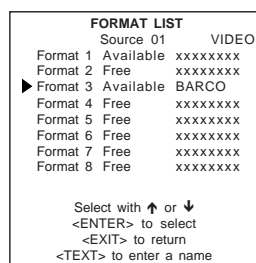 FORMAT LIST
Source 01 VIDEO
Format 1 Available xxxxxxxx
Format 2 Free xxxxxxxx
Fromat 3 Available BARCO
Format 4 Free xxxxxxxx
Format 5 Free xxxxxxxx
Format 6 Free xxxxxxxx
Format 7 Free xxxxxxxx
Format 8 Free xxxxxxxx
Select with ↑ or ↓
<ENTER> to select
<EXIT> to return
<TEXT> to enter a name